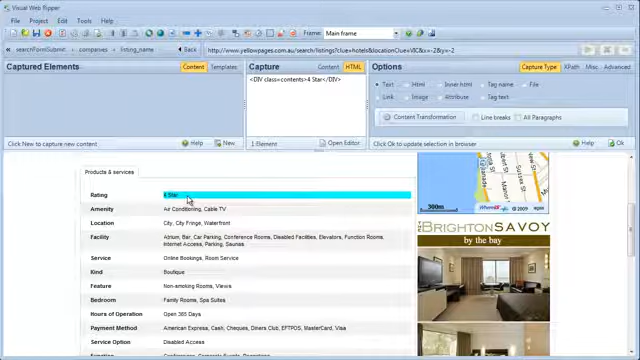 Visual Web Ripper
File Project Edit Tools Help
Frame: Main frame
searchFormSubmit companies listing_name Back http://www.yellowpages.com.au/search/listings?clue=hotels&locationClue=VIC&x=-2&y=-2
Captured Elements Content Templates
Capture Content HTML
Options Capture Type XPath Misc Advanced
<DIV class=contents>4 Star</DIV>
Text Html Inner html Tag name File
Link Image Attribute Tag text
Content Transformation Line breaks All Paragraphs
Click New to capture new content Help New
1 Element Open Editor
Click Ok to update selection in browser Help Ok
Products & services
Rating 4 Star
Amenity Air Conditioning, Cable TV
Location City, City Fringe, Waterfront
Facility Atrium, Bar, Car Parking, Conference Rooms, Disabled Facilities, Elevators, Function Rooms,
Internet Access, Parking, Saunas
Service Online Bookings, Room Service
Kind Boutique
Feature Non-smoking Rooms, Views
Bedroom Family Rooms, Spa Suites
Hours of Operation Open 365 Days
Payment Method American Express, Cash, Cheques, Diners Club, EFTPOS, MasterCard, Visa
Service Option Disabled Access
Esplanade
Sussex St
300m
Whereis © 2009
BRIGHTON SAVOY
by the bay